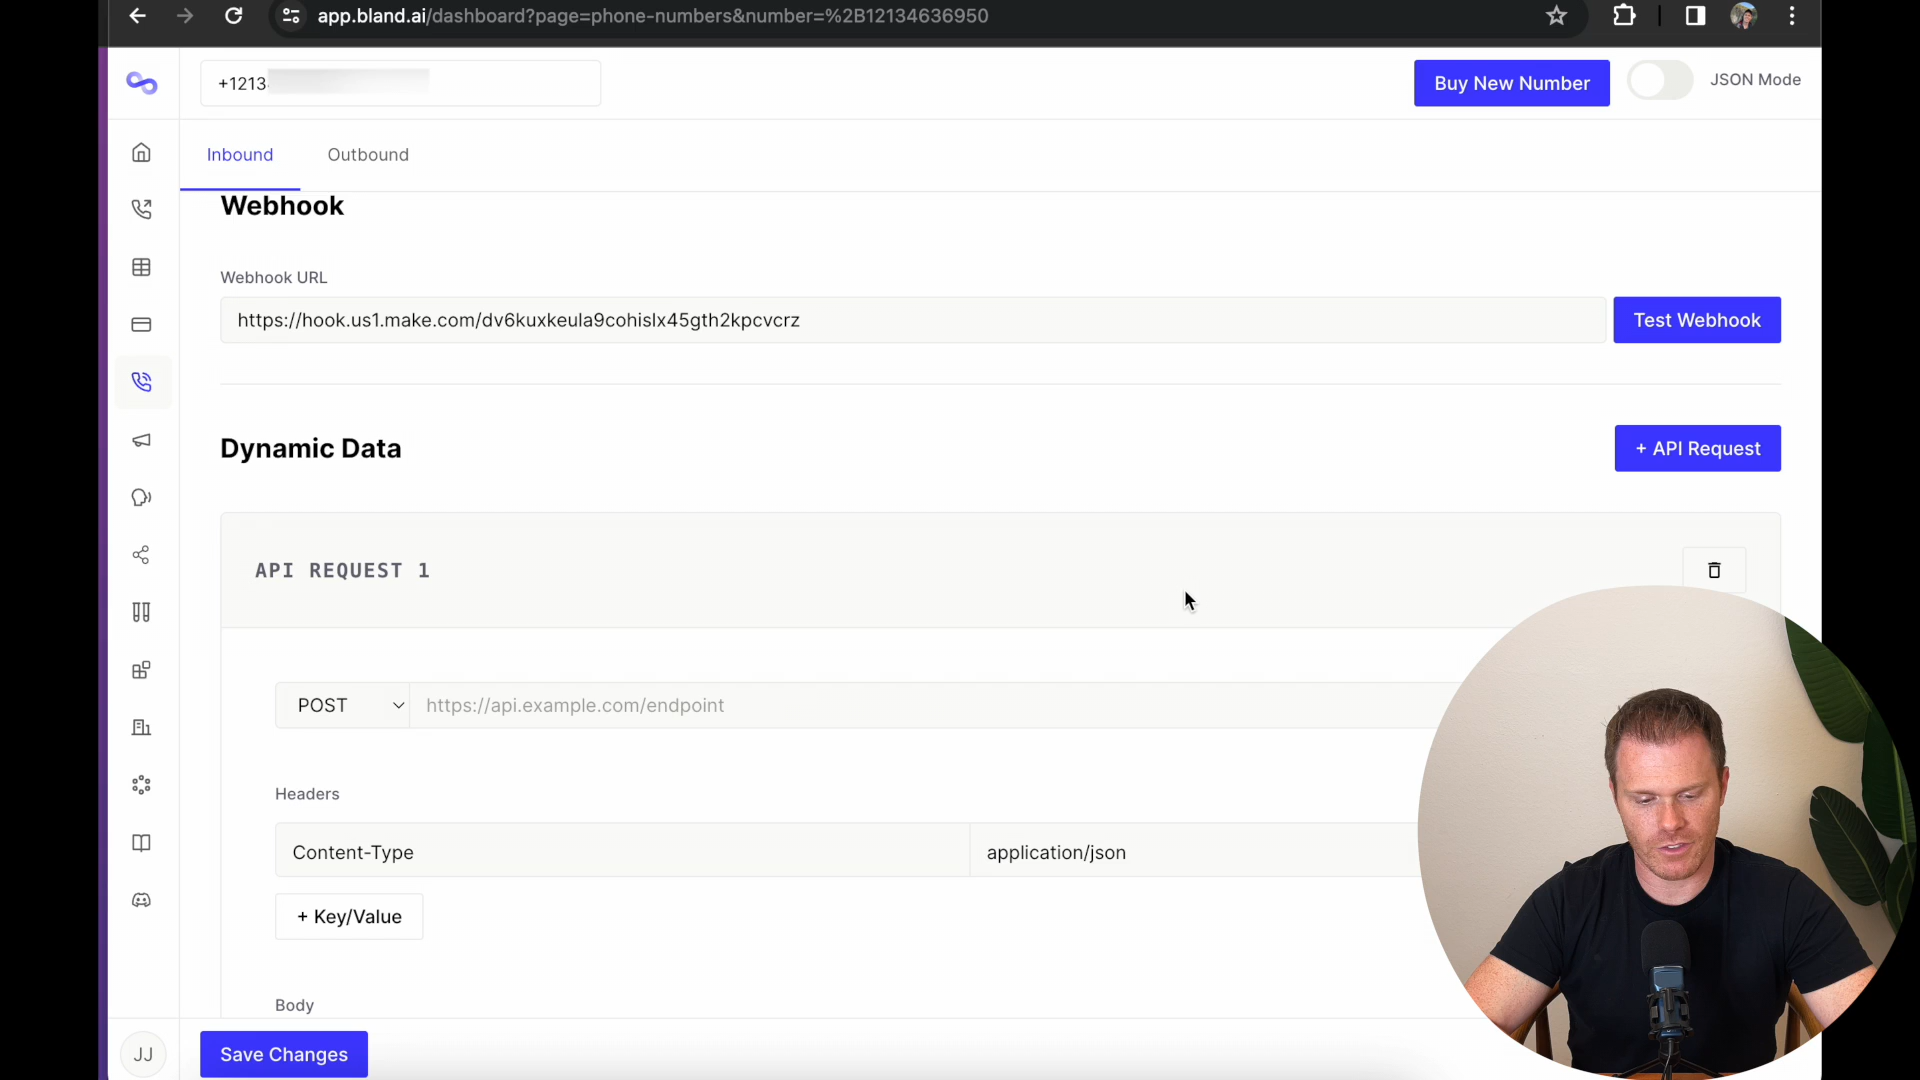 app.bland.ai/dashboard?page=phone-numbers&number=%2B12134636950
+1213
Buy New Number
JSON Mode
Inbound
Outbound
Webhook
Webhook URL
https://hook.us1.make.com/dv6kuxkeula9cohislx45gth2kpcvcrz
Test Webhook
Dynamic Data
+ API Request
API REQUEST 1
POST
https://api.example.com/endpoint
Headers
Content-Type
application/json
+ Key/Value
Body
JJ
Save Changes